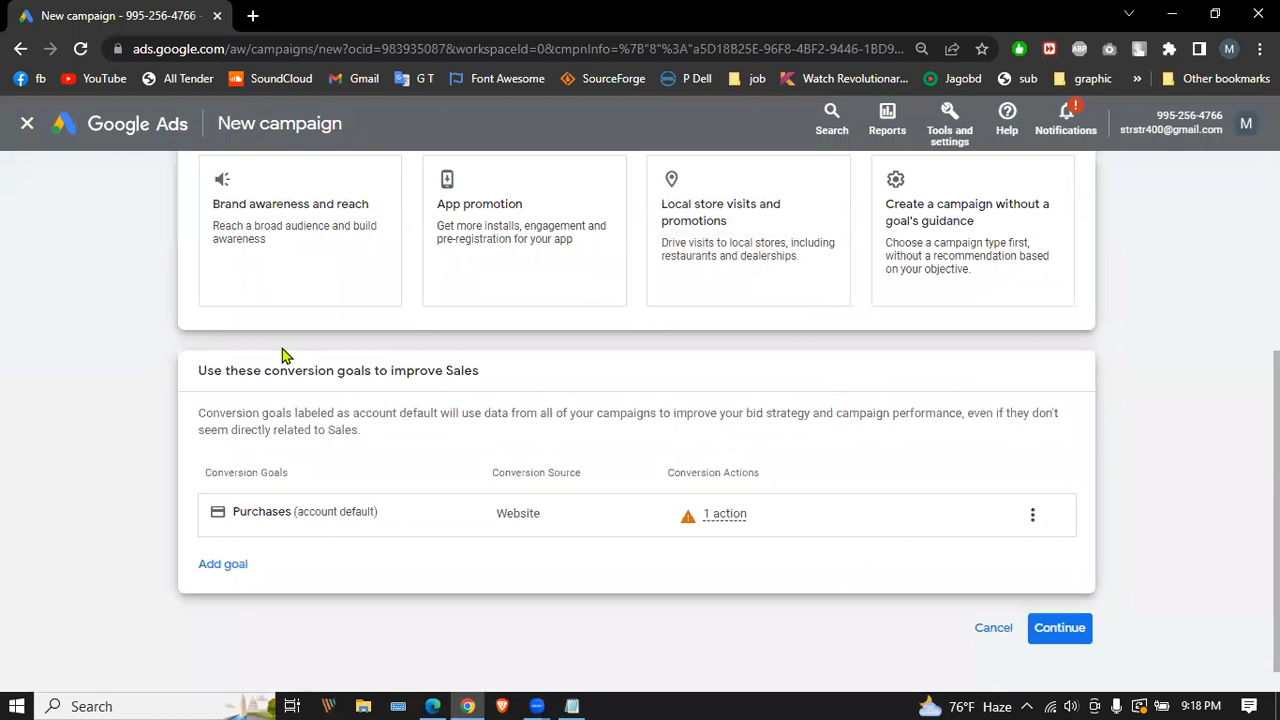 New campaign - 995-256-4766 -
ads.google.com/aw/campaigns/new?ocid=983935087&workspaceId=0&cmpnInfo=%7B"8"%3A"a5D18B25E-96F8-4BF2-9446-1BD9...
M
fb
YouTube
All Tender
SoundCloud
Gmail
G T
Font Awesome
SourceForge
P Dell
job
Watch Revolutionar...
Jagobd
sub
graphic
»
Other bookmarks
Google Ads
New campaign
Search
Reports
Tools and
settings
Help
Notifications
995-256-4766
strstr400@gmail.com
M
Brand awareness and reach
Reach a broad audience and build
awareness
App promotion
Get more installs, engagement and
pre-registration for your app
Local store visits and
promotions
Drive visits to local stores, including
restaurants and dealerships.
Create a campaign without a
goal's guidance
Choose a campaign type first,
without a recommendation based
on your objective.
Use these conversion goals to improve Sales
Conversion goals labeled as account default will use data from all of your campaigns to improve your bid strategy and campaign performance, even if they don't
seem directly related to Sales.
Conversion Goals
Conversion Source
Conversion Actions
Purchases (account default)
Website
1 action
Add goal
Cancel
Continue
Search
76°F Haze
9:18 PM